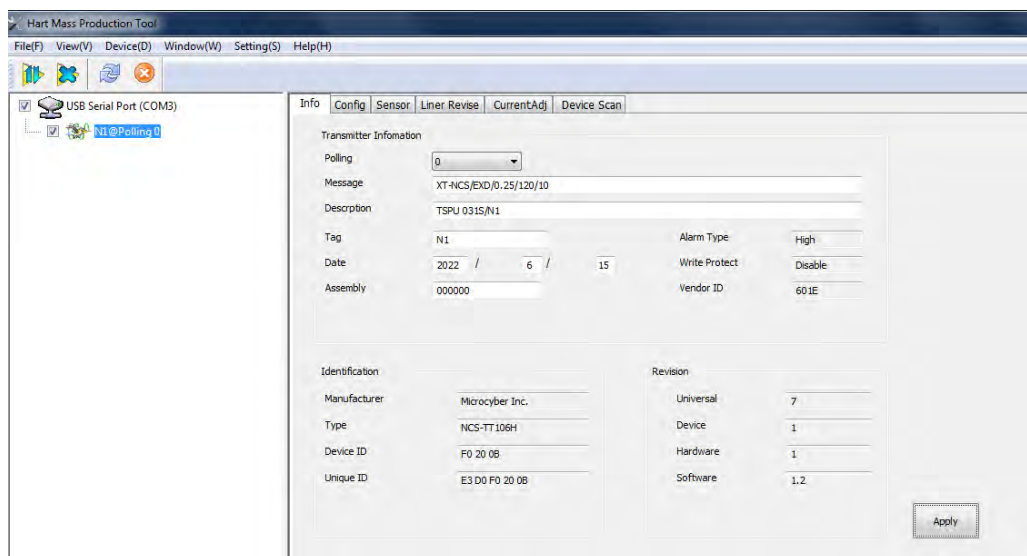 Hart Mass Production Tool
File(F) View(V) Device(D) Window(W) Setting(S) Help(H)
USB Serial Port (COM3)
N1@Polling 0
Info Config Sensor Liner Revise CurrentAdj Device Scan
Transmitter Infomation
Polling 0
Message XT-NCS/EXD/0.25/120/10
Descrption TSPU 031S/N1
Tag N1 Alarm Type High
Date 2022 / 6 / 15 Write Protect Disable
Assembly 000000 Vendor ID 601E
Identification Revision
Manufacturer Microcyber Inc. Universal 7
Type NCS-TT106H Device 1
Device ID F0 20 0B Hardware 1
Unique ID E3 D0 F0 20 0B Software 1.2
Apply